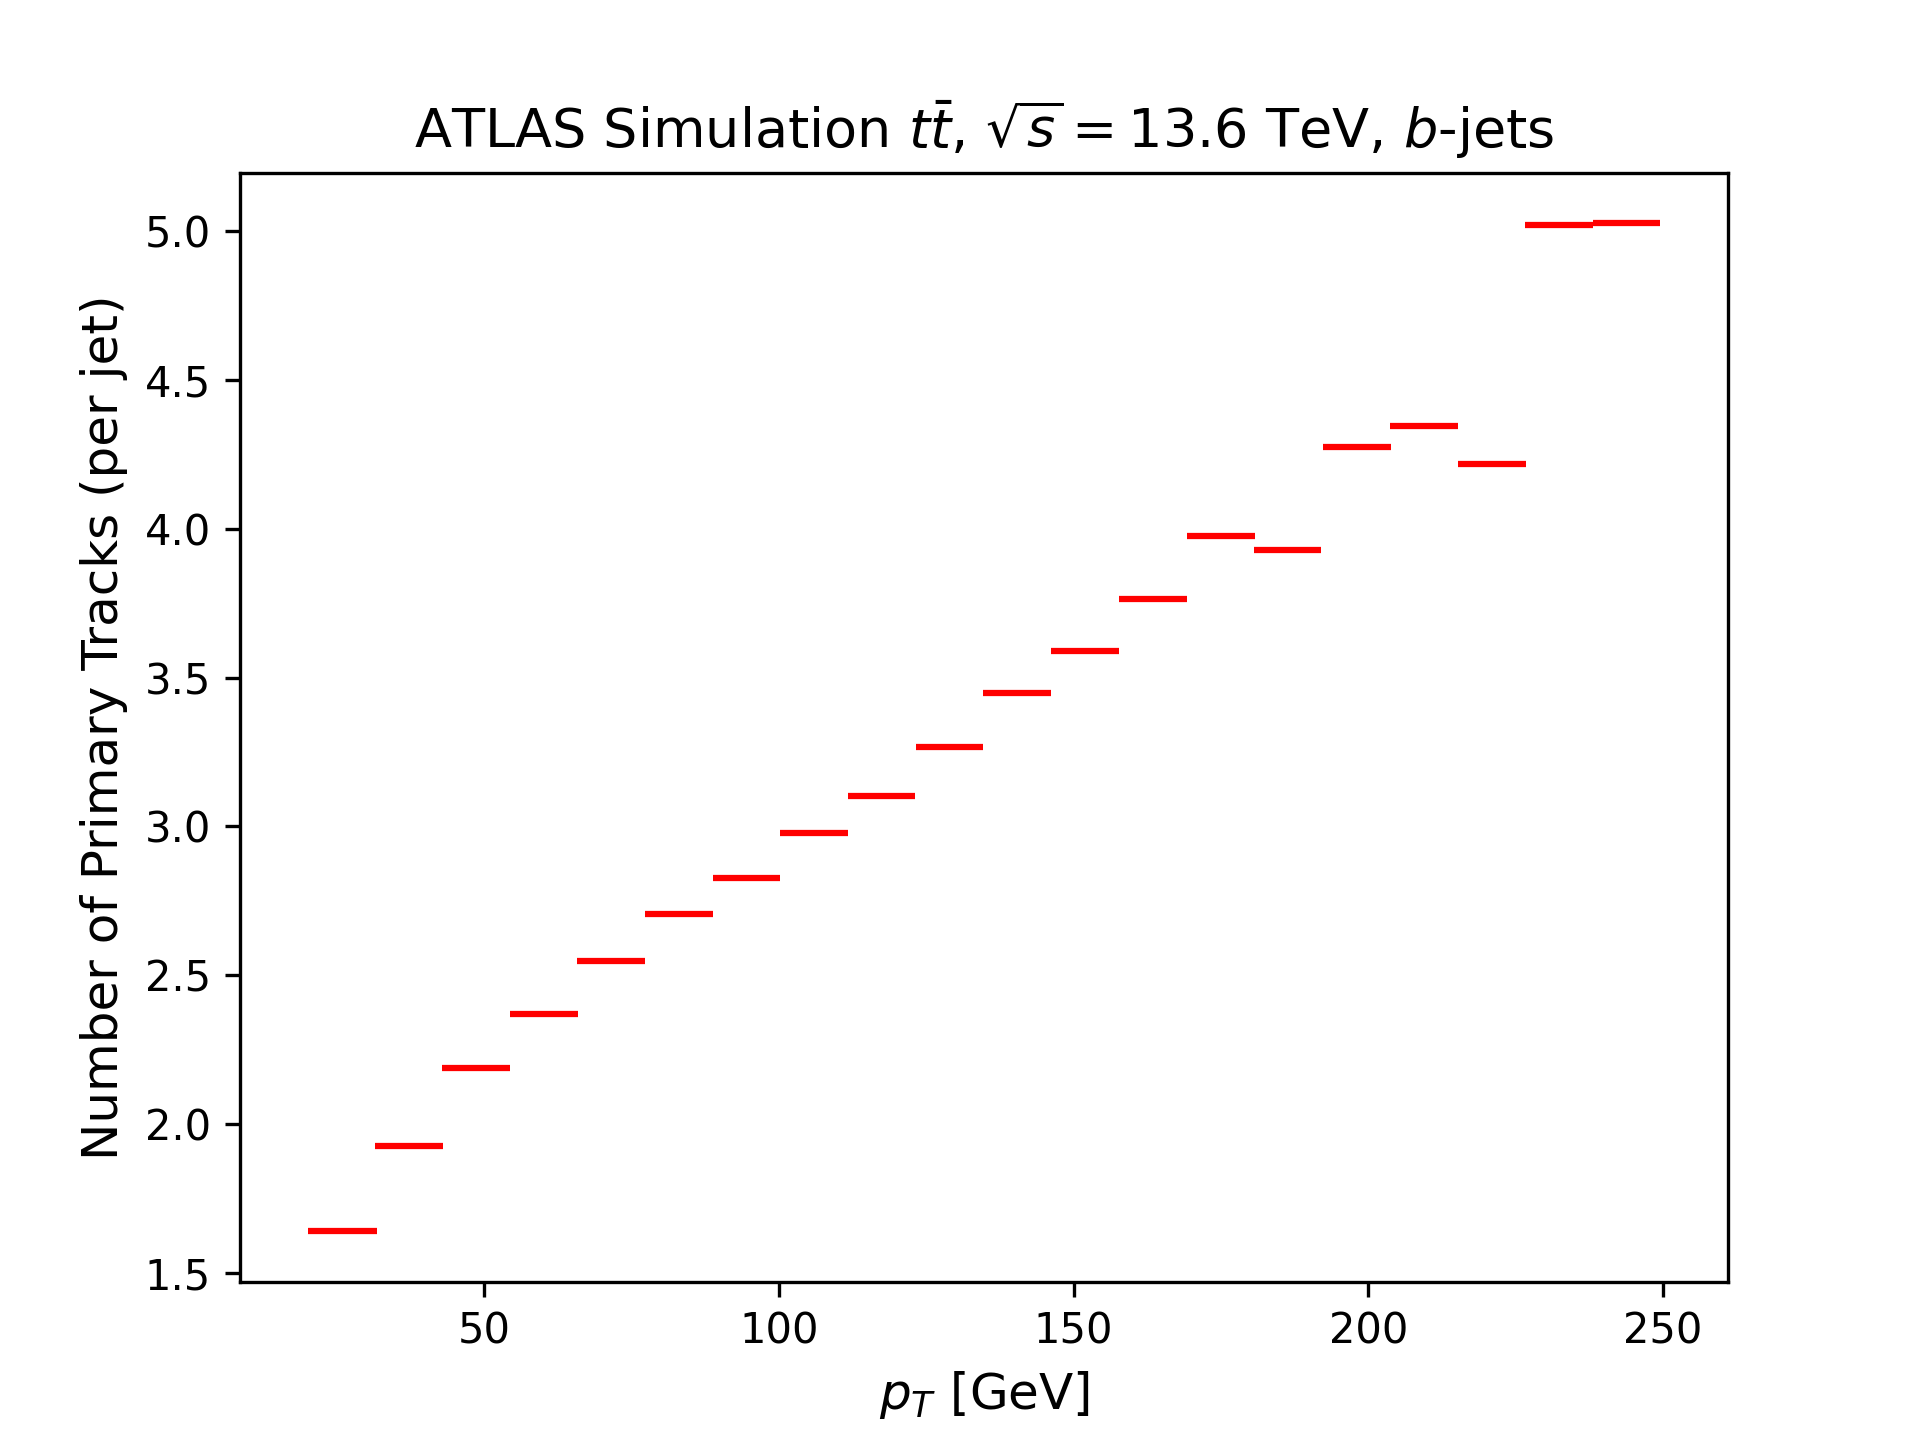 ATLAS Simulation tt̄, √s = 13.6 TeV, b-jets
Number of Primary Tracks (per jet)
5.0
4.5
4.0
3.5
3.0
2.5
2.0
1.5
50 100 150 200 250
p_T [GeV]